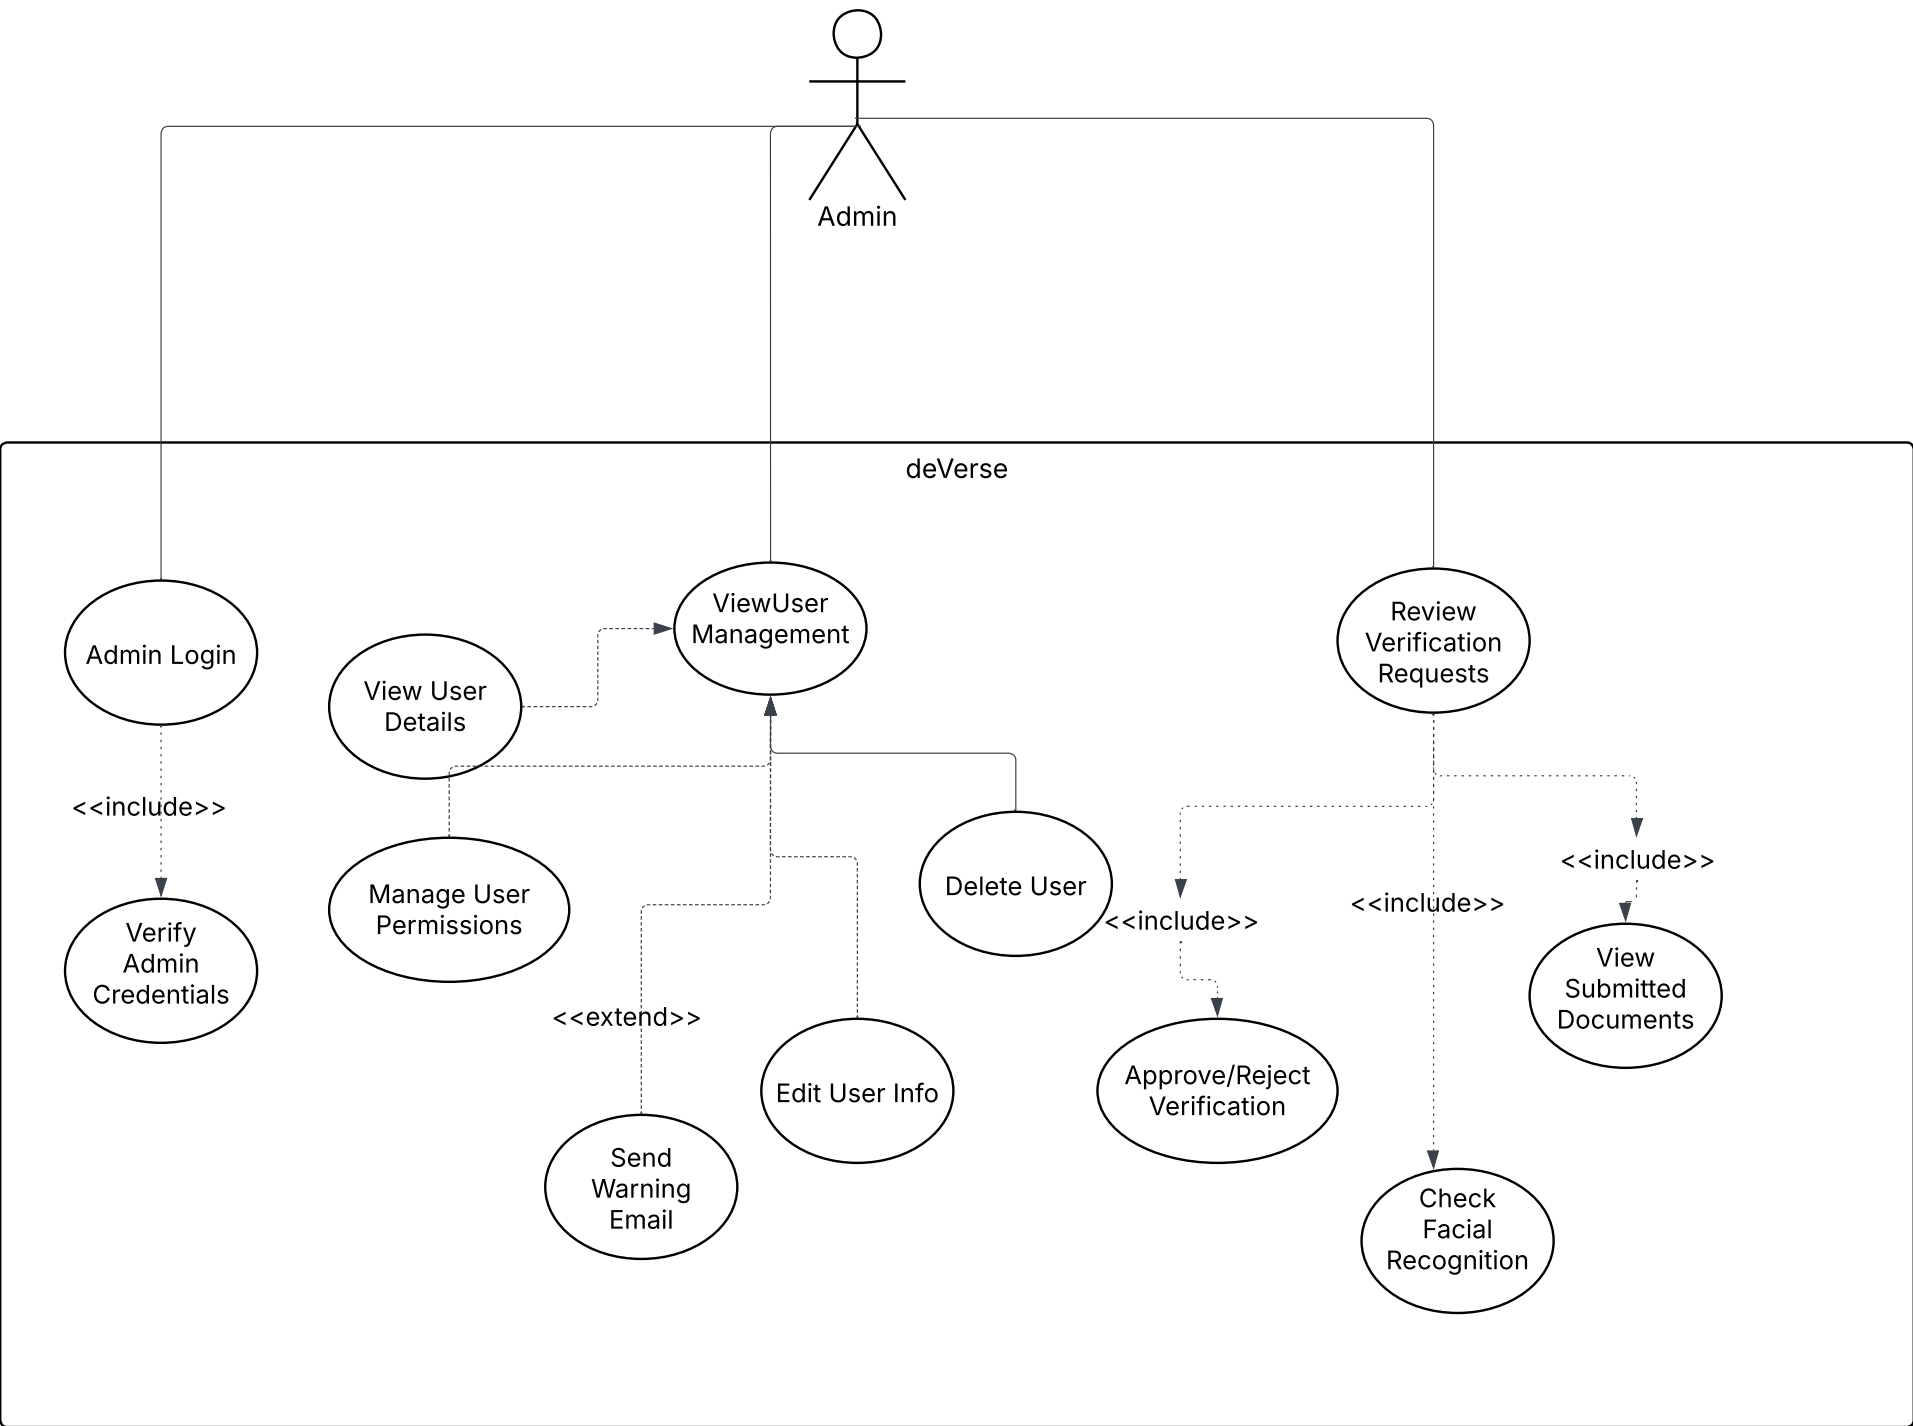 Admin
deVerse
ViewUser
Management
Review
Verification
Requests
Admin Login
View User
Details
<<include>>
<<include>>
<<include>>
<<include>>
Manage User
Permissions
Delete User
Verify
Admin
Credentials
View
Submitted
Documents
<<extend>>
Edit User Info
Approve/Reject
Verification
Send
Warning
Email
Check
Facial
Recognition